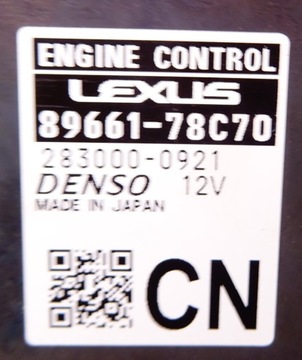 ENGINE CONTROL
LEXUS
89661-78C70
283000-0921
DENSO 12V
MADE IN JAPAN
CN